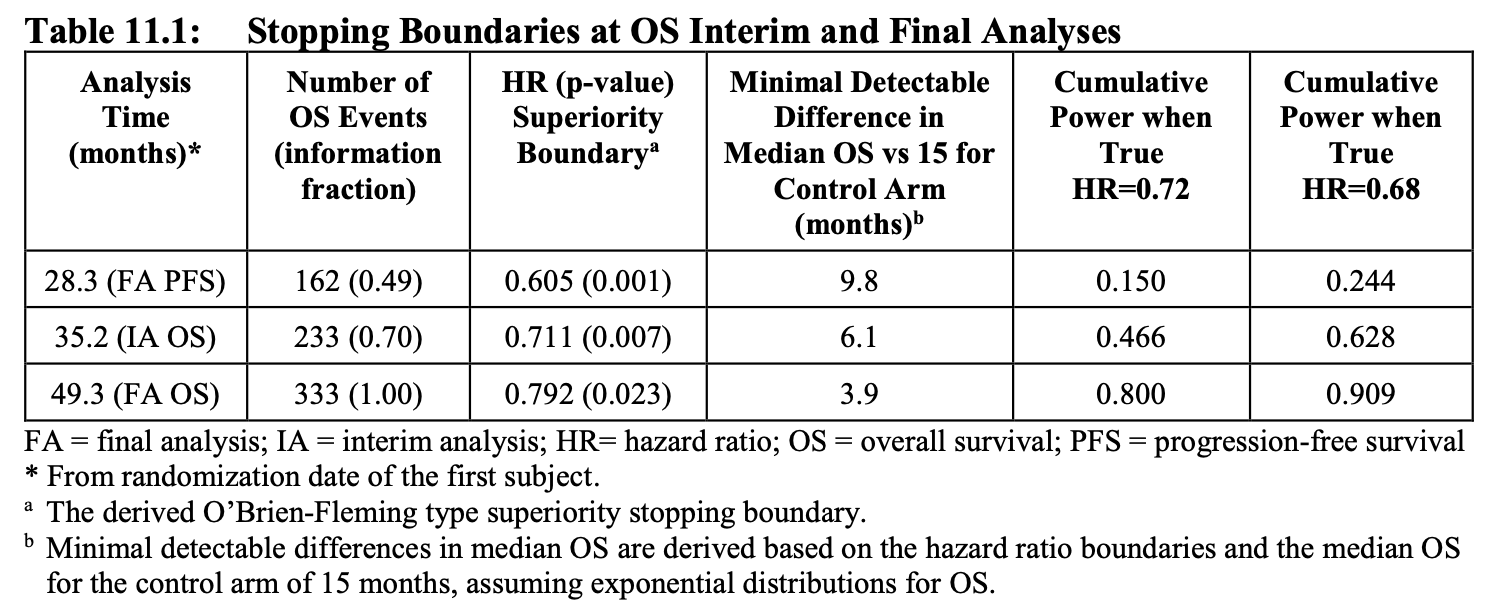 Table 11.1: Stopping Boundaries at OS Interim and Final Analyses
Analysis Time (months)* | Number of OS Events (information fraction) | HR (p-value) Superiority Boundaryᵃ | Minimal Detectable Difference in Median OS vs 15 for Control Arm (months)ᵇ | Cumulative Power when True HR=0.72 | Cumulative Power when True HR=0.68
28.3 (FA PFS) | 162 (0.49) | 0.605 (0.001) | 9.8 | 0.150 | 0.244
35.2 (IA OS) | 233 (0.70) | 0.711 (0.007) | 6.1 | 0.466 | 0.628
49.3 (FA OS) | 333 (1.00) | 0.792 (0.023) | 3.9 | 0.800 | 0.909
FA = final analysis; IA = interim analysis; HR= hazard ratio; OS = overall survival; PFS = progression-free survival
* From randomization date of the first subject.
ᵃ The derived O’Brien-Fleming type superiority stopping boundary.
ᵇ Minimal detectable differences in median OS are derived based on the hazard ratio boundaries and the median OS
for the control arm of 15 months, assuming exponential distributions for OS.